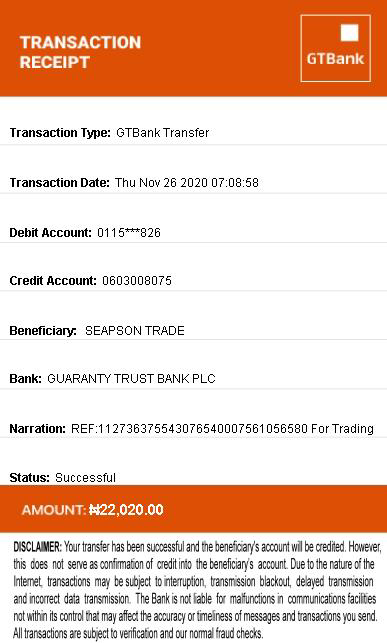 TRANSACTION
RECEIPT
GTBank
Transaction Type: GTBank Transfer
Transaction Date: Thu Nov 26 2020 07:08:58
Debit Account: 0115***826
Credit Account: 0603008075
Beneficiary: SEAPSON TRADE
Bank: GUARANTY TRUST BANK PLC
Narration: REF:112736375543076540007561056580 For Trading
Status: Successful
AMOUNT: ₦22,020.00
DISCLAIMER: Your transfer has been successful and the beneficiary's account will be credited. However,
this does not serve as confirmation of credit into the beneficiary's account. Due to the nature of the
Internet, transactions may be subject to interruption, transmission blackout, delayed transmission
and incorrect data transmission. The Bank is not liable for malfunctions in communications facilities
not within its control that may affect the accuracy or timeliness of messages and transactions you send.
All transactions are subject to verification and our normal fraud checks.